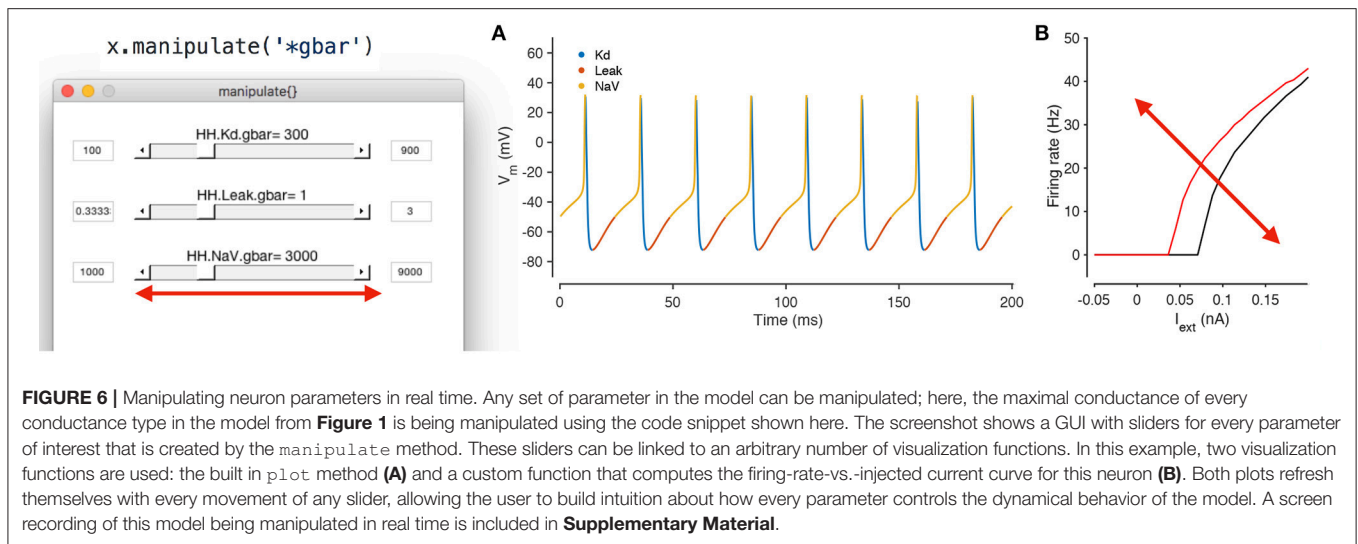 x.manipulate('*gbar')
manipulate{}
HH.Kd.gbar= 300
100
900
HH.Leak.gbar= 1
0.3333
3
HH.NaV.gbar= 3000
1000
9000
A
Kd
Leak
NaV
60
40
20
0
-20
-40
-60
-80
V_m (mV)
0
50
100
150
200
Time (ms)
B
50
40
30
20
10
0
Firing rate (Hz)
-0.05
0
0.05
0.1
0.15
I_ext (nA)
FIGURE 6 | Manipulating neuron parameters in real time. Any set of parameter in the model can be manipulated; here, the maximal conductance of every
conductance type in the model from Figure 1 is being manipulated using the code snippet shown here. The screenshot shows a GUI with sliders for every parameter
of interest that is created by the manipulate method. These sliders can be linked to an arbitrary number of visualization functions. In this example, two visualization
functions are used: the built in plot method (A) and a custom function that computes the firing-rate-vs.-injected current curve for this neuron (B). Both plots refresh
themselves with every movement of any slider, allowing the user to build intuition about how every parameter controls the dynamical behavior of the model. A screen
recording of this model being manipulated in real time is included in Supplementary Material.